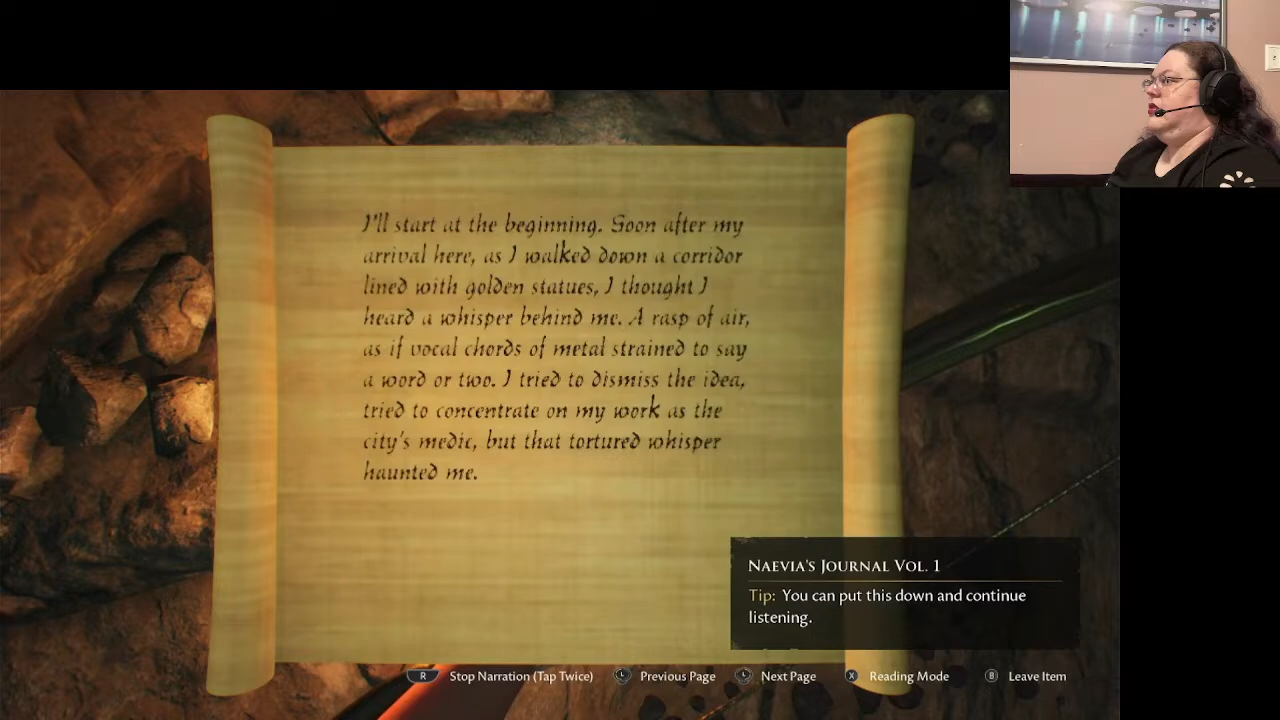 I'll start at the beginning. Soon after my
arrival here, as I walked down a corridor
lined with golden statues, I thought I
heard a whisper behind me. A rasp of air,
as if vocal chords of metal strained to say
a word or two. I tried to dismiss the idea,
tried to concentrate on my work as the
city's medic, but that tortured whisper
haunted me.
NAEVIA'S JOURNAL VOL. 1
Tip: You can put this down and continue
listening.
R Stop Narration (Tap Twice) L Previous Page L Next Page X Reading Mode B Leave Item